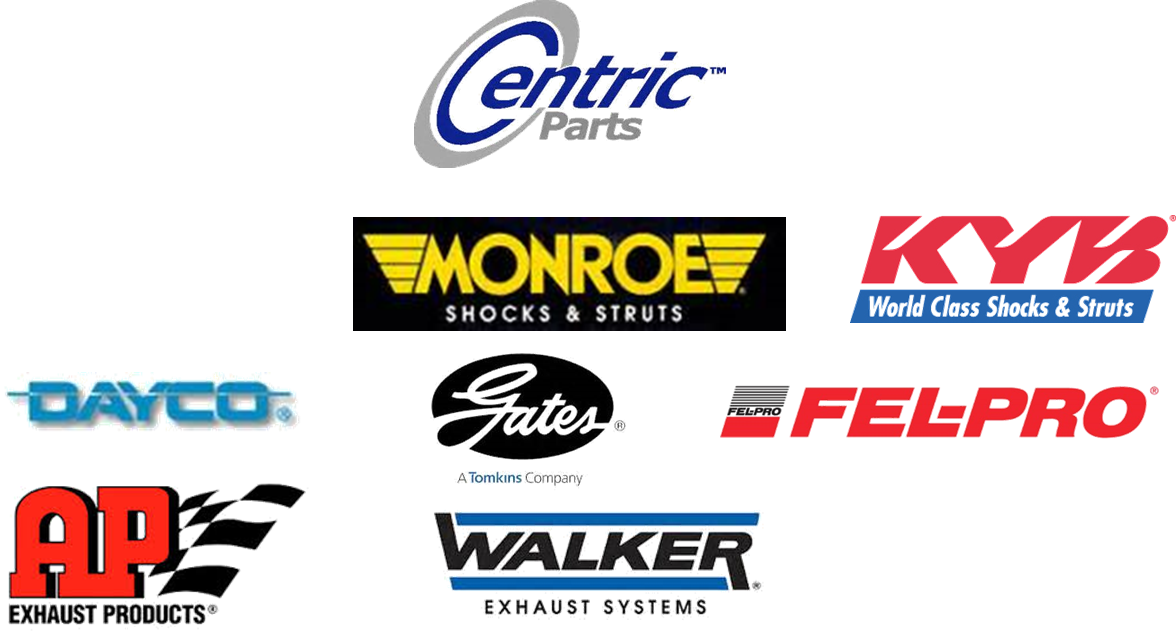 Centric™
Parts
MONROE®
SHOCKS & STRUTS
KYB®
World Class Shocks & Struts
DAYCO®
Gates®
A Tomkins Company
FEL-PRO
FEL-PRO®
AP
EXHAUST PRODUCTS®
WALKER®
EXHAUST SYSTEMS